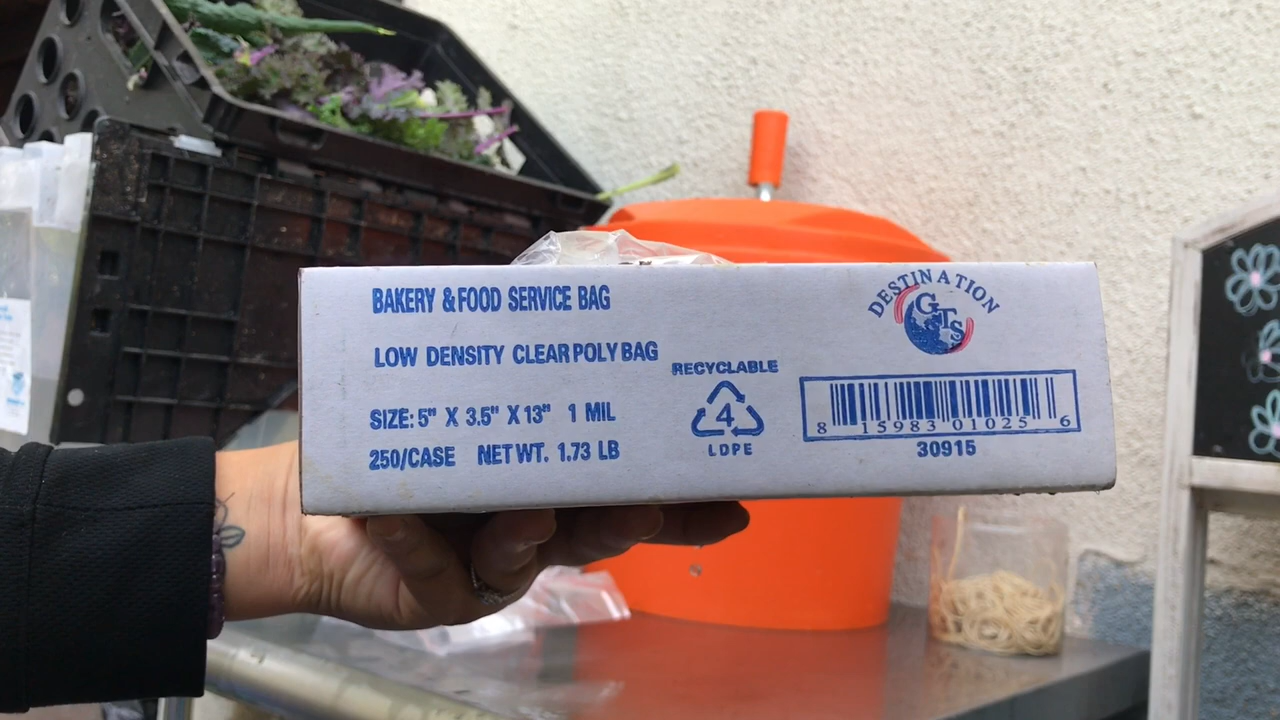 BAKERY & FOOD SERVICE BAG
LOW DENSITY CLEAR POLY BAG
SIZE: 5" X 3.5" X 13" 1 MIL
250/CASE NET WT. 1.73 LB
RECYCLABLE
4
LDPE
DESTINATION
GTS
8 15983 01025 6
30915